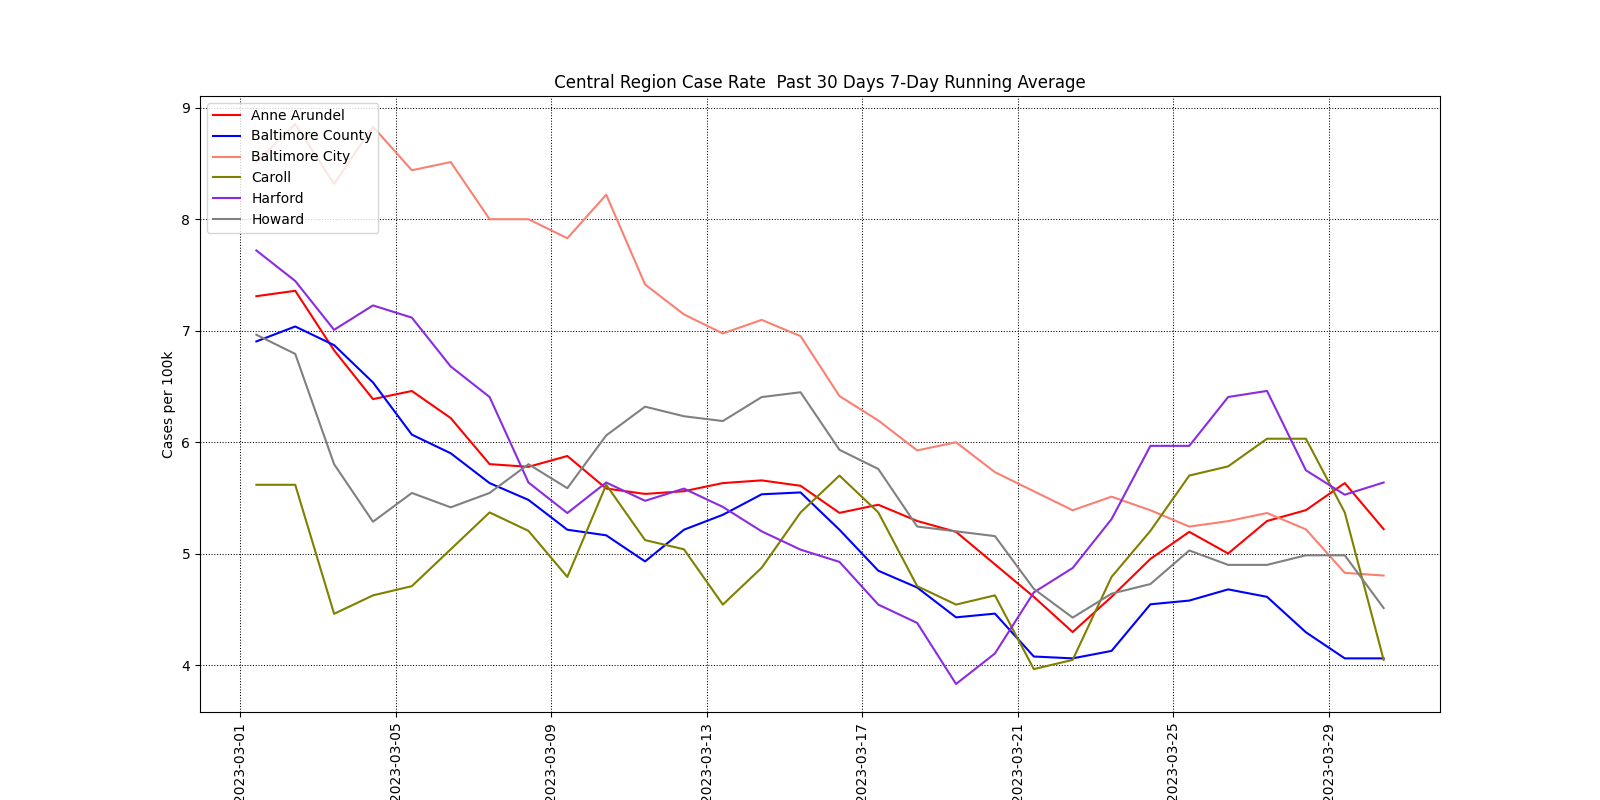 Central Region Case Rate  Past 30 Days 7-Day Running Average
Cases per 100k
9
8
7
6
5
4
Anne Arundel
Baltimore County
Baltimore City
Caroll
Harford
Howard
2023-03-01
2023-03-05
2023-03-09
2023-03-13
2023-03-17
2023-03-21
2023-03-25
2023-03-29